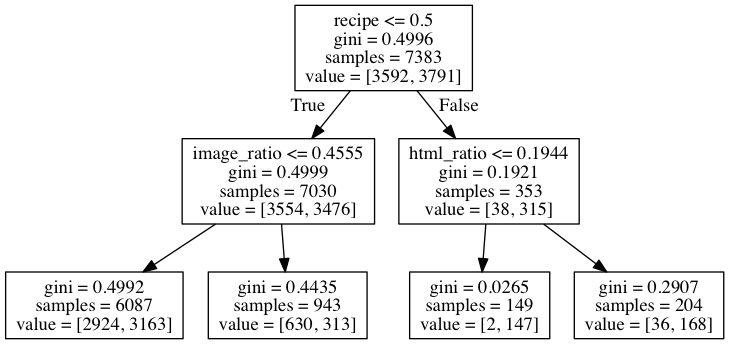 recipe <= 0.5
gini = 0.4996
samples = 7383
value = [3592, 3791]
True
False
image_ratio <= 0.4555
gini = 0.4999
samples = 7030
value = [3554, 3476]
html_ratio <= 0.1944
gini = 0.1921
samples = 353
value = [38, 315]
gini = 0.4992
samples = 6087
value = [2924, 3163]
gini = 0.4435
samples = 943
value = [630, 313]
gini = 0.0265
samples = 149
value = [2, 147]
gini = 0.2907
samples = 204
value = [36, 168]